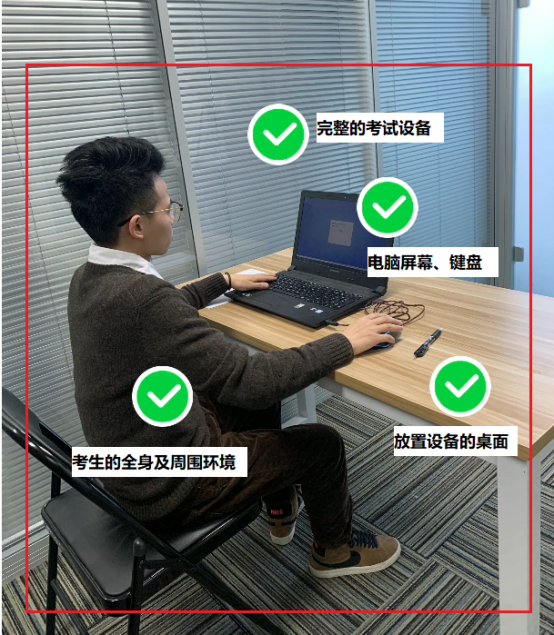 完整的考试设备
电脑屏幕、键盘
放置设备的桌面
考生的全身及周围环境